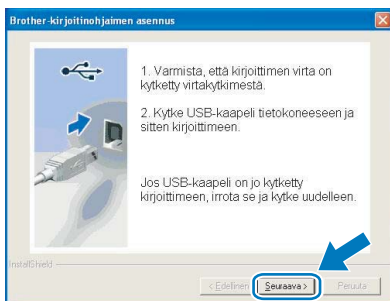 Brother-kirjoitinohjaimen asennus
1. Varmista, että kirjoittimen virta on
kytketty virtakytkimestä.
2. Kytke USB-kaapeli tietokoneeseen ja
sitten kirjoittimeen.
Jos USB-kaapeli on jo kytketty
kirjoittimeen, irrota se ja kytke uudelleen.
InstallShield
< Edellinen Seuraava > Peruuta